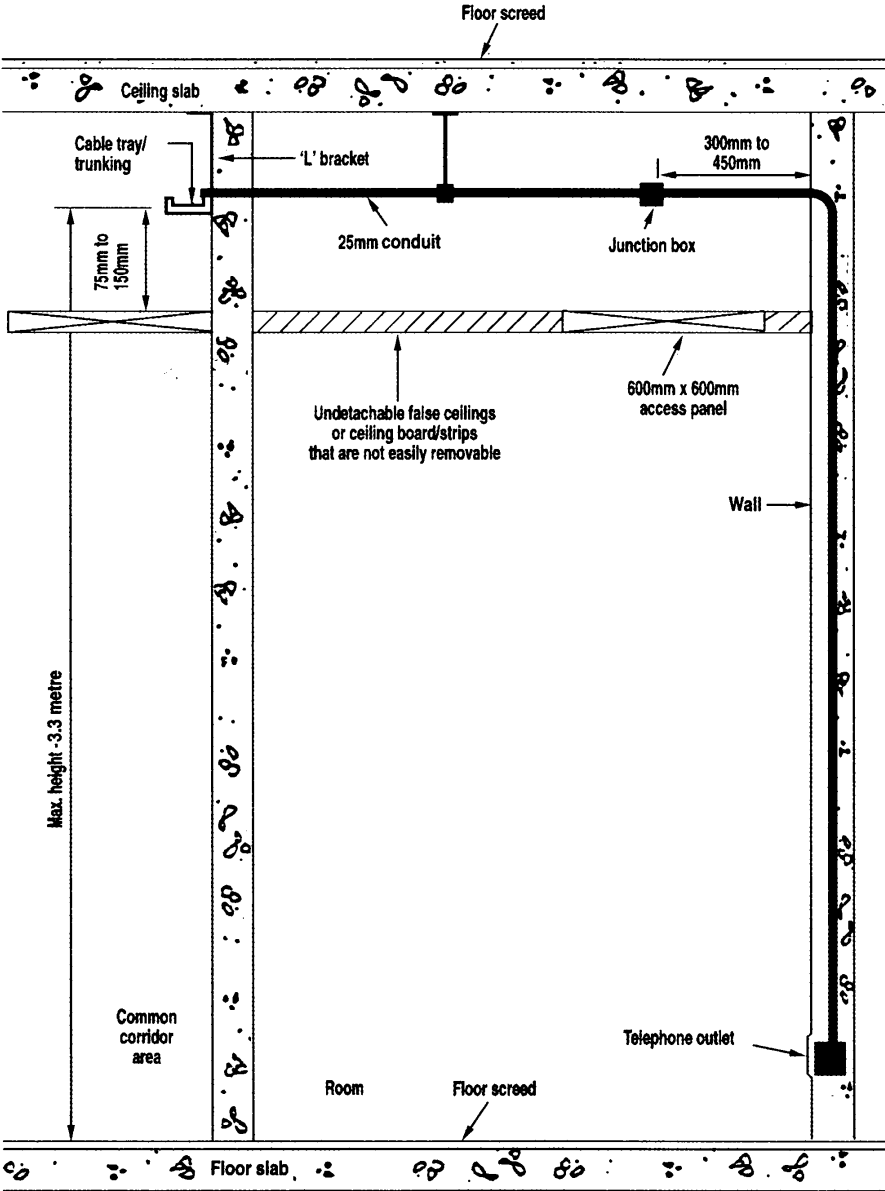 Floor screed
Ceiling slab
Cable tray/
trunking
'L' bracket
300mm to
450mm
25mm conduit
Junction box
75mm to
150mm
600mm x 600mm
access panel
Undetachable false ceilings
or ceiling board/strips
that are not easily removable
Wall
Max. height -3.3 metre
Common
corridor
area
Telephone outlet
Room
Floor screed
Floor slab